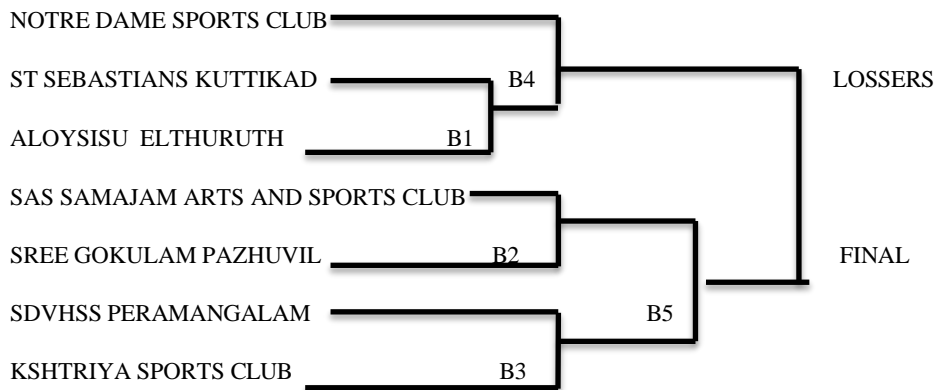 NOTRE DAME SPORTS CLUB
ST SEBASTIANS KUTTIKAD B4 LOSSERS
ALOYSISU ELTHURUTH B1
SAS SAMAJAM ARTS AND SPORTS CLUB
SREE GOKULAM PAZHUVIL B2 FINAL
SDVHSS PERAMANGALAM B5
KSHTRIYA SPORTS CLUB B3